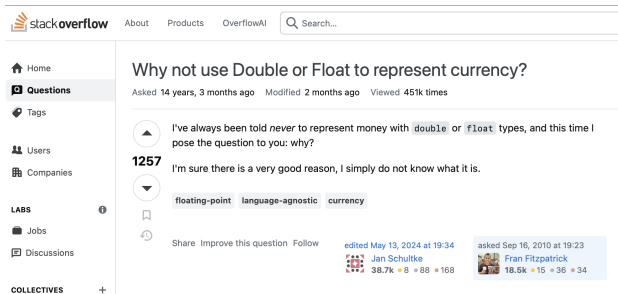 stack overflow About Products OverflowAI Search...
Home
Questions
Tags
Users
Companies
LABS
Jobs
Discussions
COLLECTIVES +
Why not use Double or Float to represent currency?
Asked 14 years, 3 months ago Modified 2 months ago Viewed 451k times
1257
I've always been told never to represent money with double or float types, and this time I
pose the question to you: why?
I'm sure there is a very good reason, I simply do not know what it is.
floating-point language-agnostic currency
Share Improve this question Follow
edited May 13, 2024 at 19:34
Jan Schultke
38.7k 8 88 168
asked Sep 16, 2010 at 19:23
Fran Fitzpatrick
18.5k 15 36 34